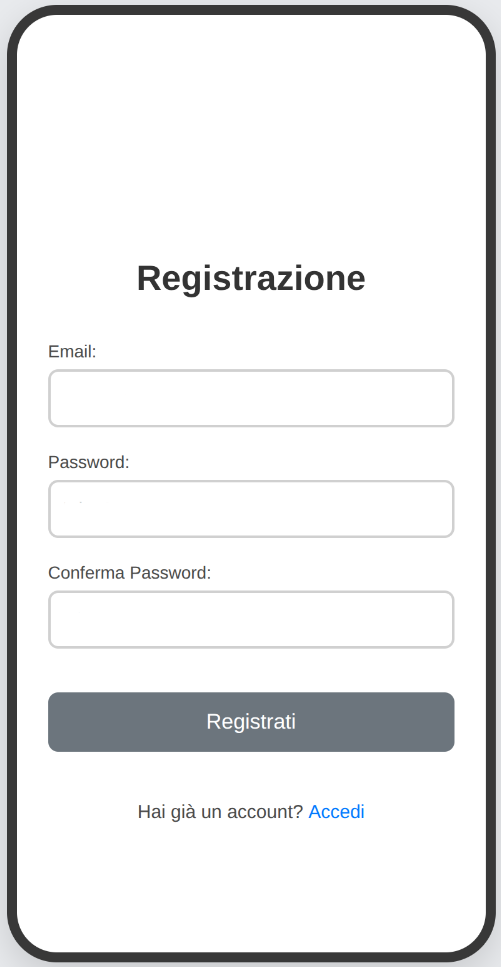 Registrazione
Email:
Password:
Conferma Password:
Registrati
Hai già un account? Accedi